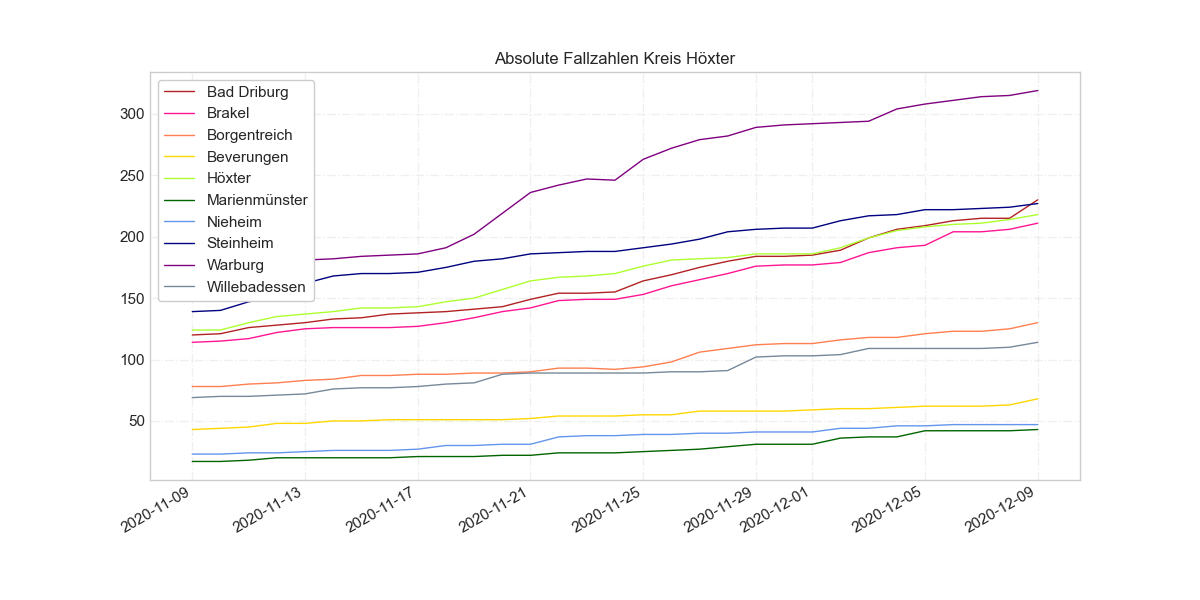 Absolute Fallzahlen Kreis Höxter
Bad Driburg
Brakel
Borgentreich
Beverungen
Höxter
Marienmünster
Nieheim
Steinheim
Warburg
Willebadessen
300
250
200
150
100
50
2020-11-09
2020-11-13
2020-11-17
2020-11-21
2020-11-25
2020-11-29
2020-12-01
2020-12-05
2020-12-09